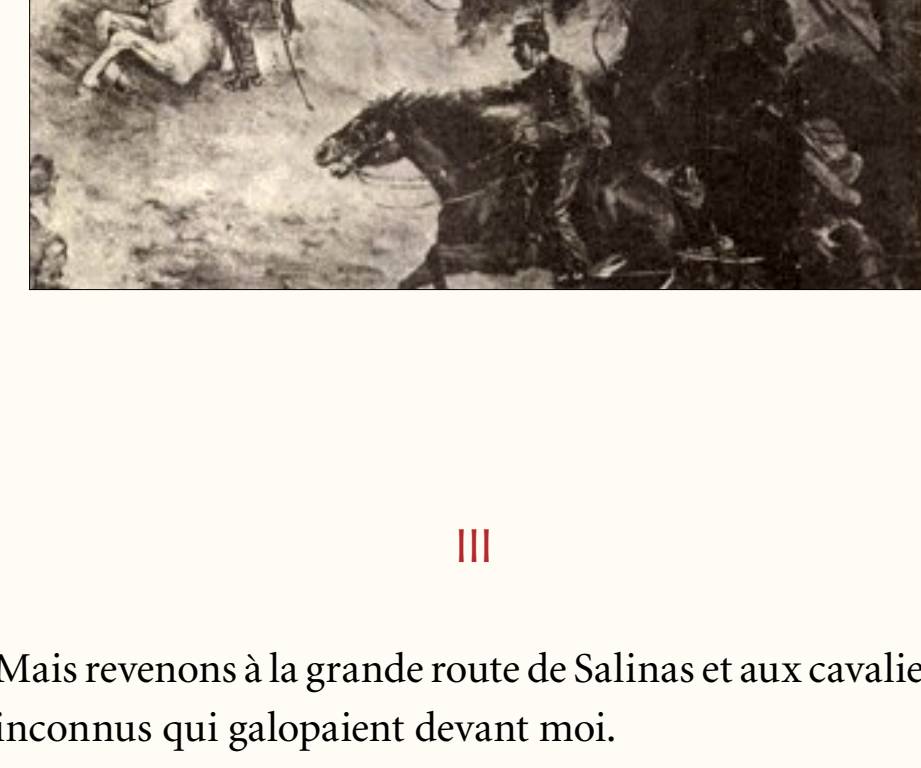 III
Mais revenons à la grande route de Salinas et aux cavalie
inconnus qui galopaient devant moi.